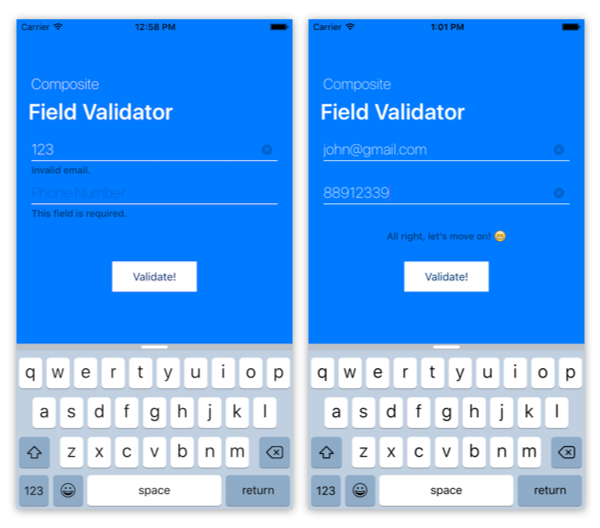 Carrier 12:58 PM
Composite
Field Validator
123
Invalid email.
Phone Number
This field is required.
Validate!
q w e r t y u i o p
a s d f g h j k l
z x c v b n m
123 space return
Carrier 1:01 PM
Composite
Field Validator
john@gmail.com
88912339
All right, let's move on! 😄
Validate!
q w e r t y u i o p
a s d f g h j k l
z x c v b n m
123 space return